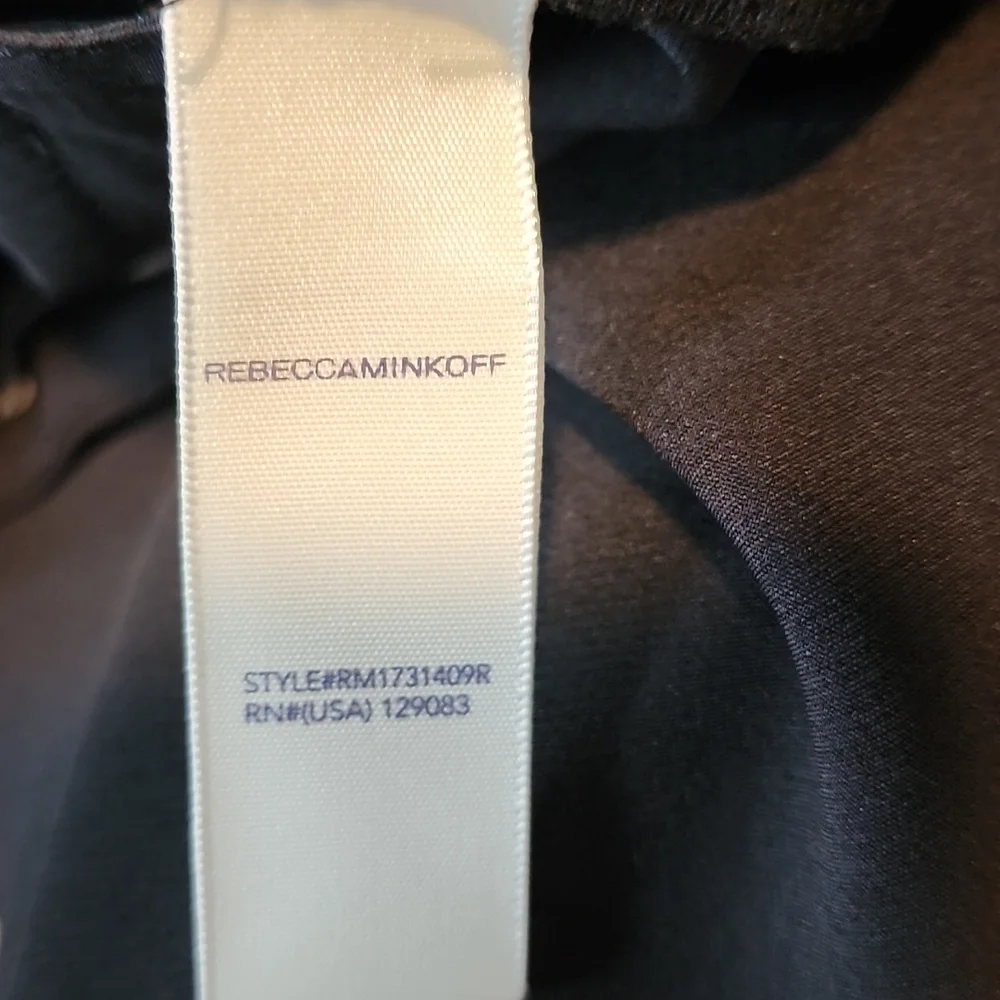 REBECCAMINKOFF
STYLE#RM1731409R
RN#(USA) 129083